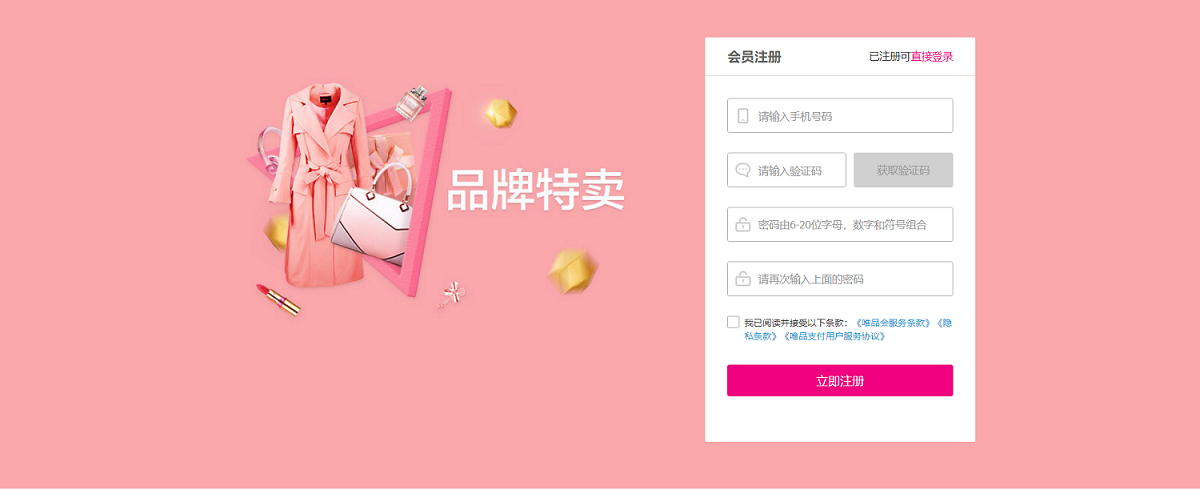 会员注册
已注册可直接登录
请输入手机号码
品牌特卖
请输入验证码
获取验证码
密码由6-20位字母，数字和符号组合
请再次输入上面的密码
我已阅读并接受以下条款：《唯品会服务条款》《隐
私条款》《唯品支付用户服务协议》
立即注册